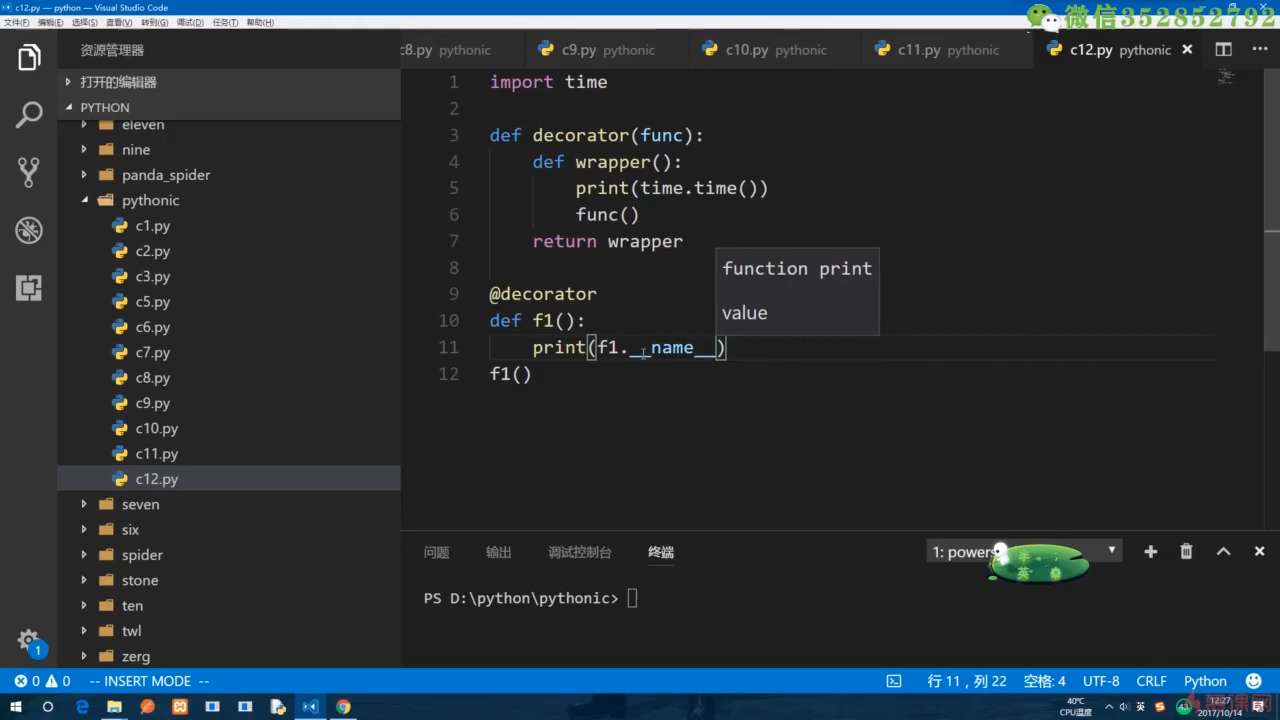 c12.py — python — Visual Studio Code
微信352852792
文件(F) 编辑(E) 选择(S) 查看(V) 转到(G) 调试(D) 任务(T) 帮助(H)
资源管理器
c8.py pythonic
c9.py pythonic
c10.py pythonic
c11.py pythonic
c12.py pythonic
打开的编辑器
PYTHON
eleven
nine
panda_spider
pythonic
c1.py
c2.py
c3.py
c5.py
c6.py
c7.py
c8.py
c9.py
c10.py
c11.py
c12.py
seven
six
spider
stone
ten
twl
zerg
1 import time
2
3 def decorator(func):
4 def wrapper():
5 print(time.time())
6 func()
7 return wrapper
8
9 @decorator
10 def f1():
11 print(f1.__name__)
12 f1()
function print
value
问题 输出 调试控制台 终端
1: powers
PS D:\python\pythonic>
1
0 0 -- INSERT MODE --
行 11，列 22 空格: 4 UTF-8 CRLF Python
40℃
CPU温度
英
43
12:27
2017/10/14
慕课网